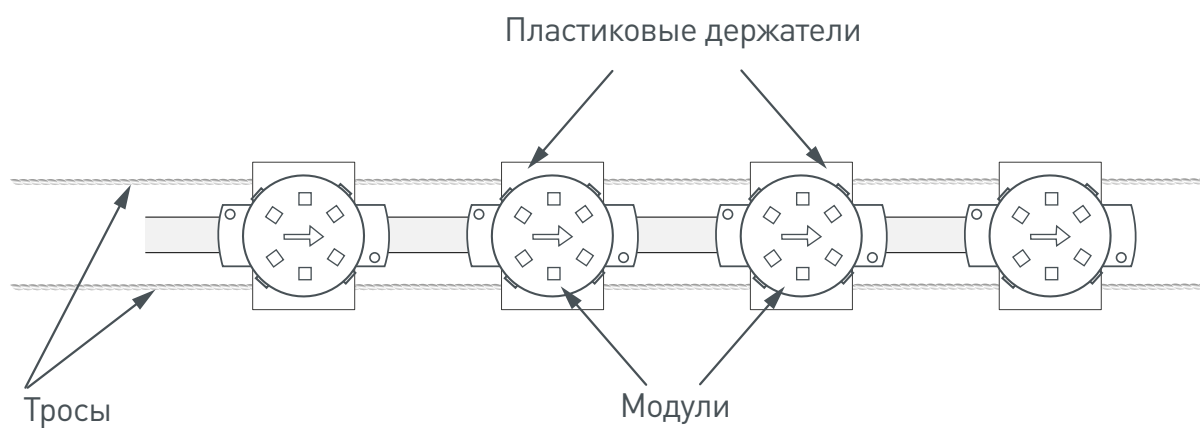 Пластиковые держатели
Тросы
Модули